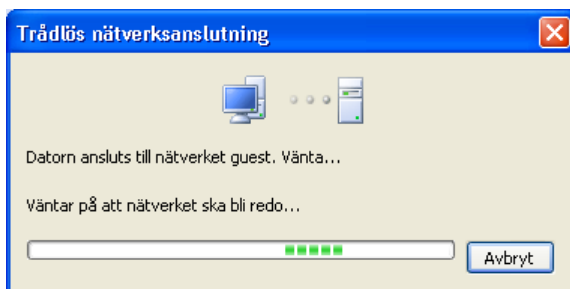 Trådlös nätverksanslutning
Datorn ansluts till nätverket guest. Vänta...
Väntar på att nätverket ska bli redo...
Avbryt